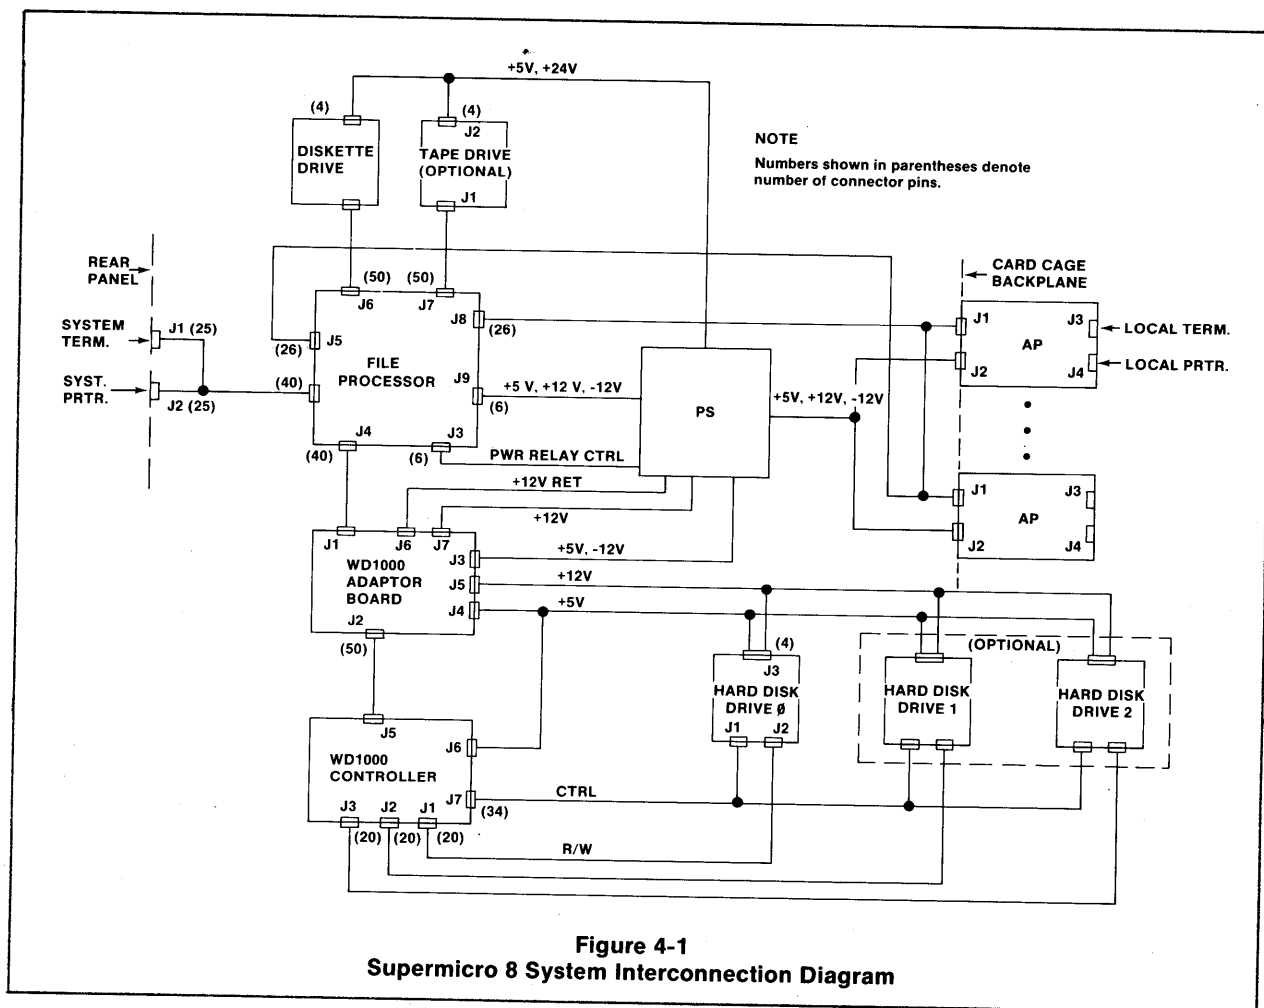 +5V, +24V
(4)
(4)
J2
DISKETTE
DRIVE
TAPE DRIVE
(OPTIONAL)
J1
NOTE
Numbers shown in parentheses denote
number of connector pins.
REAR
PANEL
(50)
(50)
J6
J7
J8
(26)
CARD CAGE
BACKPLANE
SYSTEM
TERM.
J1 (25)
J5
(26)
J1
J3
LOCAL TERM.
AP
FILE
PROCESSOR
J2
J4
LOCAL PRTR.
SYST.
PRTR.
J2 (25)
(40)
J9
(6)
+5 V, +12 V, -12V
PS
+5V, +12V, -12V
J4
J3
(40)
(6)
PWR RELAY CTRL
+12V RET
+12V
J1
J3
AP
J2
J4
J1
J6
J7
J3
+5V, -12V
WD1000
ADAPTOR
BOARD
J5
+12V
J4
+5V
J2
(50)
(4)
(OPTIONAL)
J3
HARD DISK
DRIVE 0̸
J1
J2
HARD DISK
DRIVE 1
HARD DISK
DRIVE 2
J5
J6
WD1000
CONTROLLER
J7
(34)
CTRL
J3
J2
J1
(20)
(20)
(20)
R/W
Figure 4-1
Supermicro 8 System Interconnection Diagram